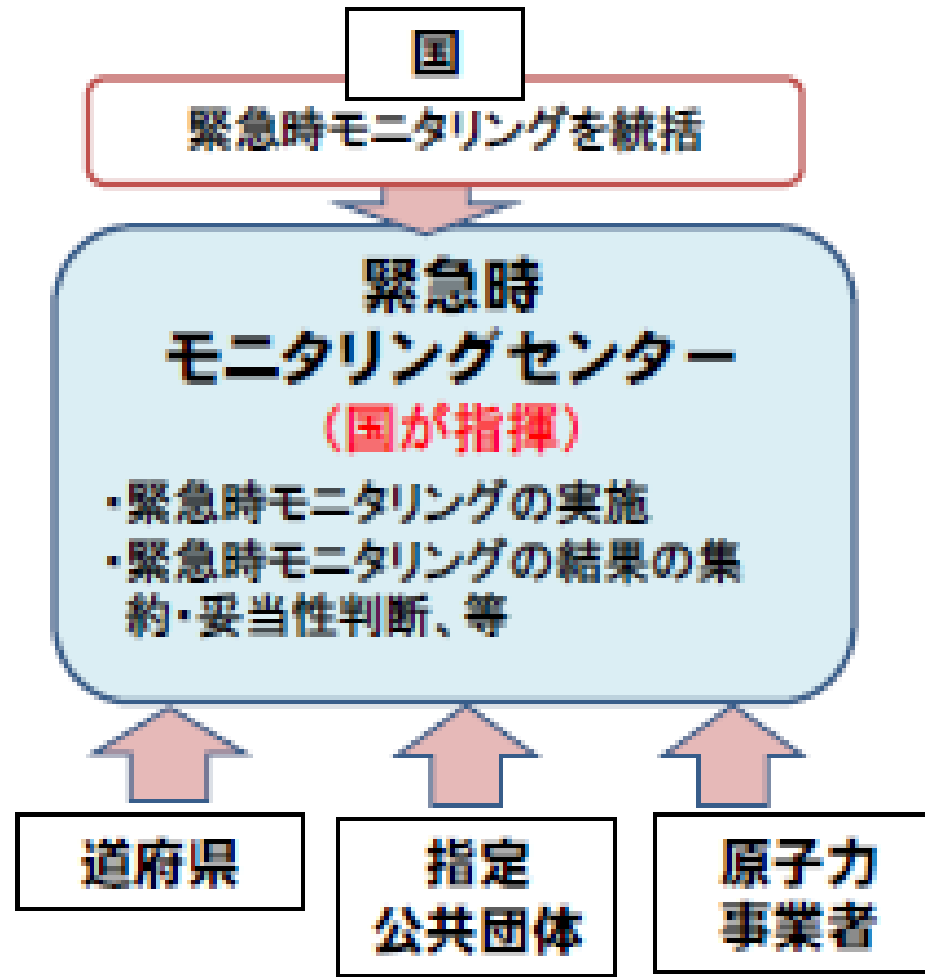 国
緊急時モニタリングを統括
緊急時
モニタリングセンター
(国が指揮)
・緊急時モニタリングの実施
・緊急時モニタリングの結果の集
約・妥当性判断、等
道府県
指定
公共団体
原子力
事業者